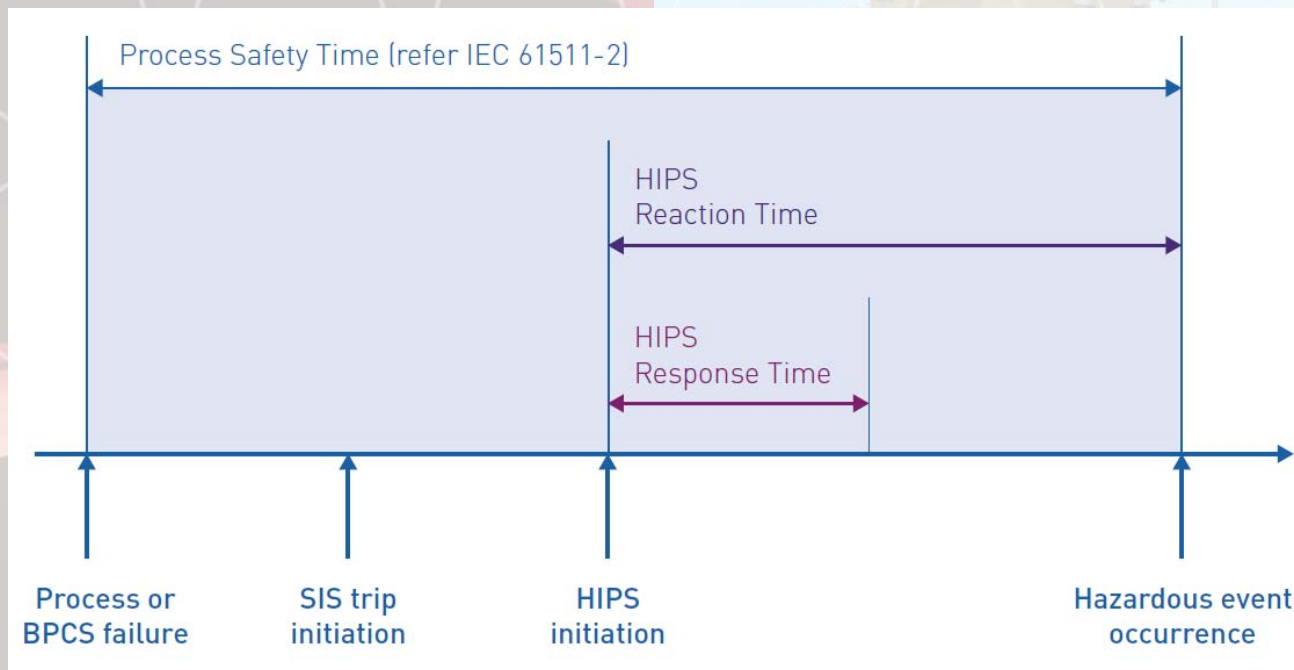 Process Safety Time (refer IEC 61511-2)
HIPS
Reaction Time
HIPS
Response Time
Process or
BPCS failure
SIS trip
initiation
HIPS
initiation
Hazardous event
occurrence